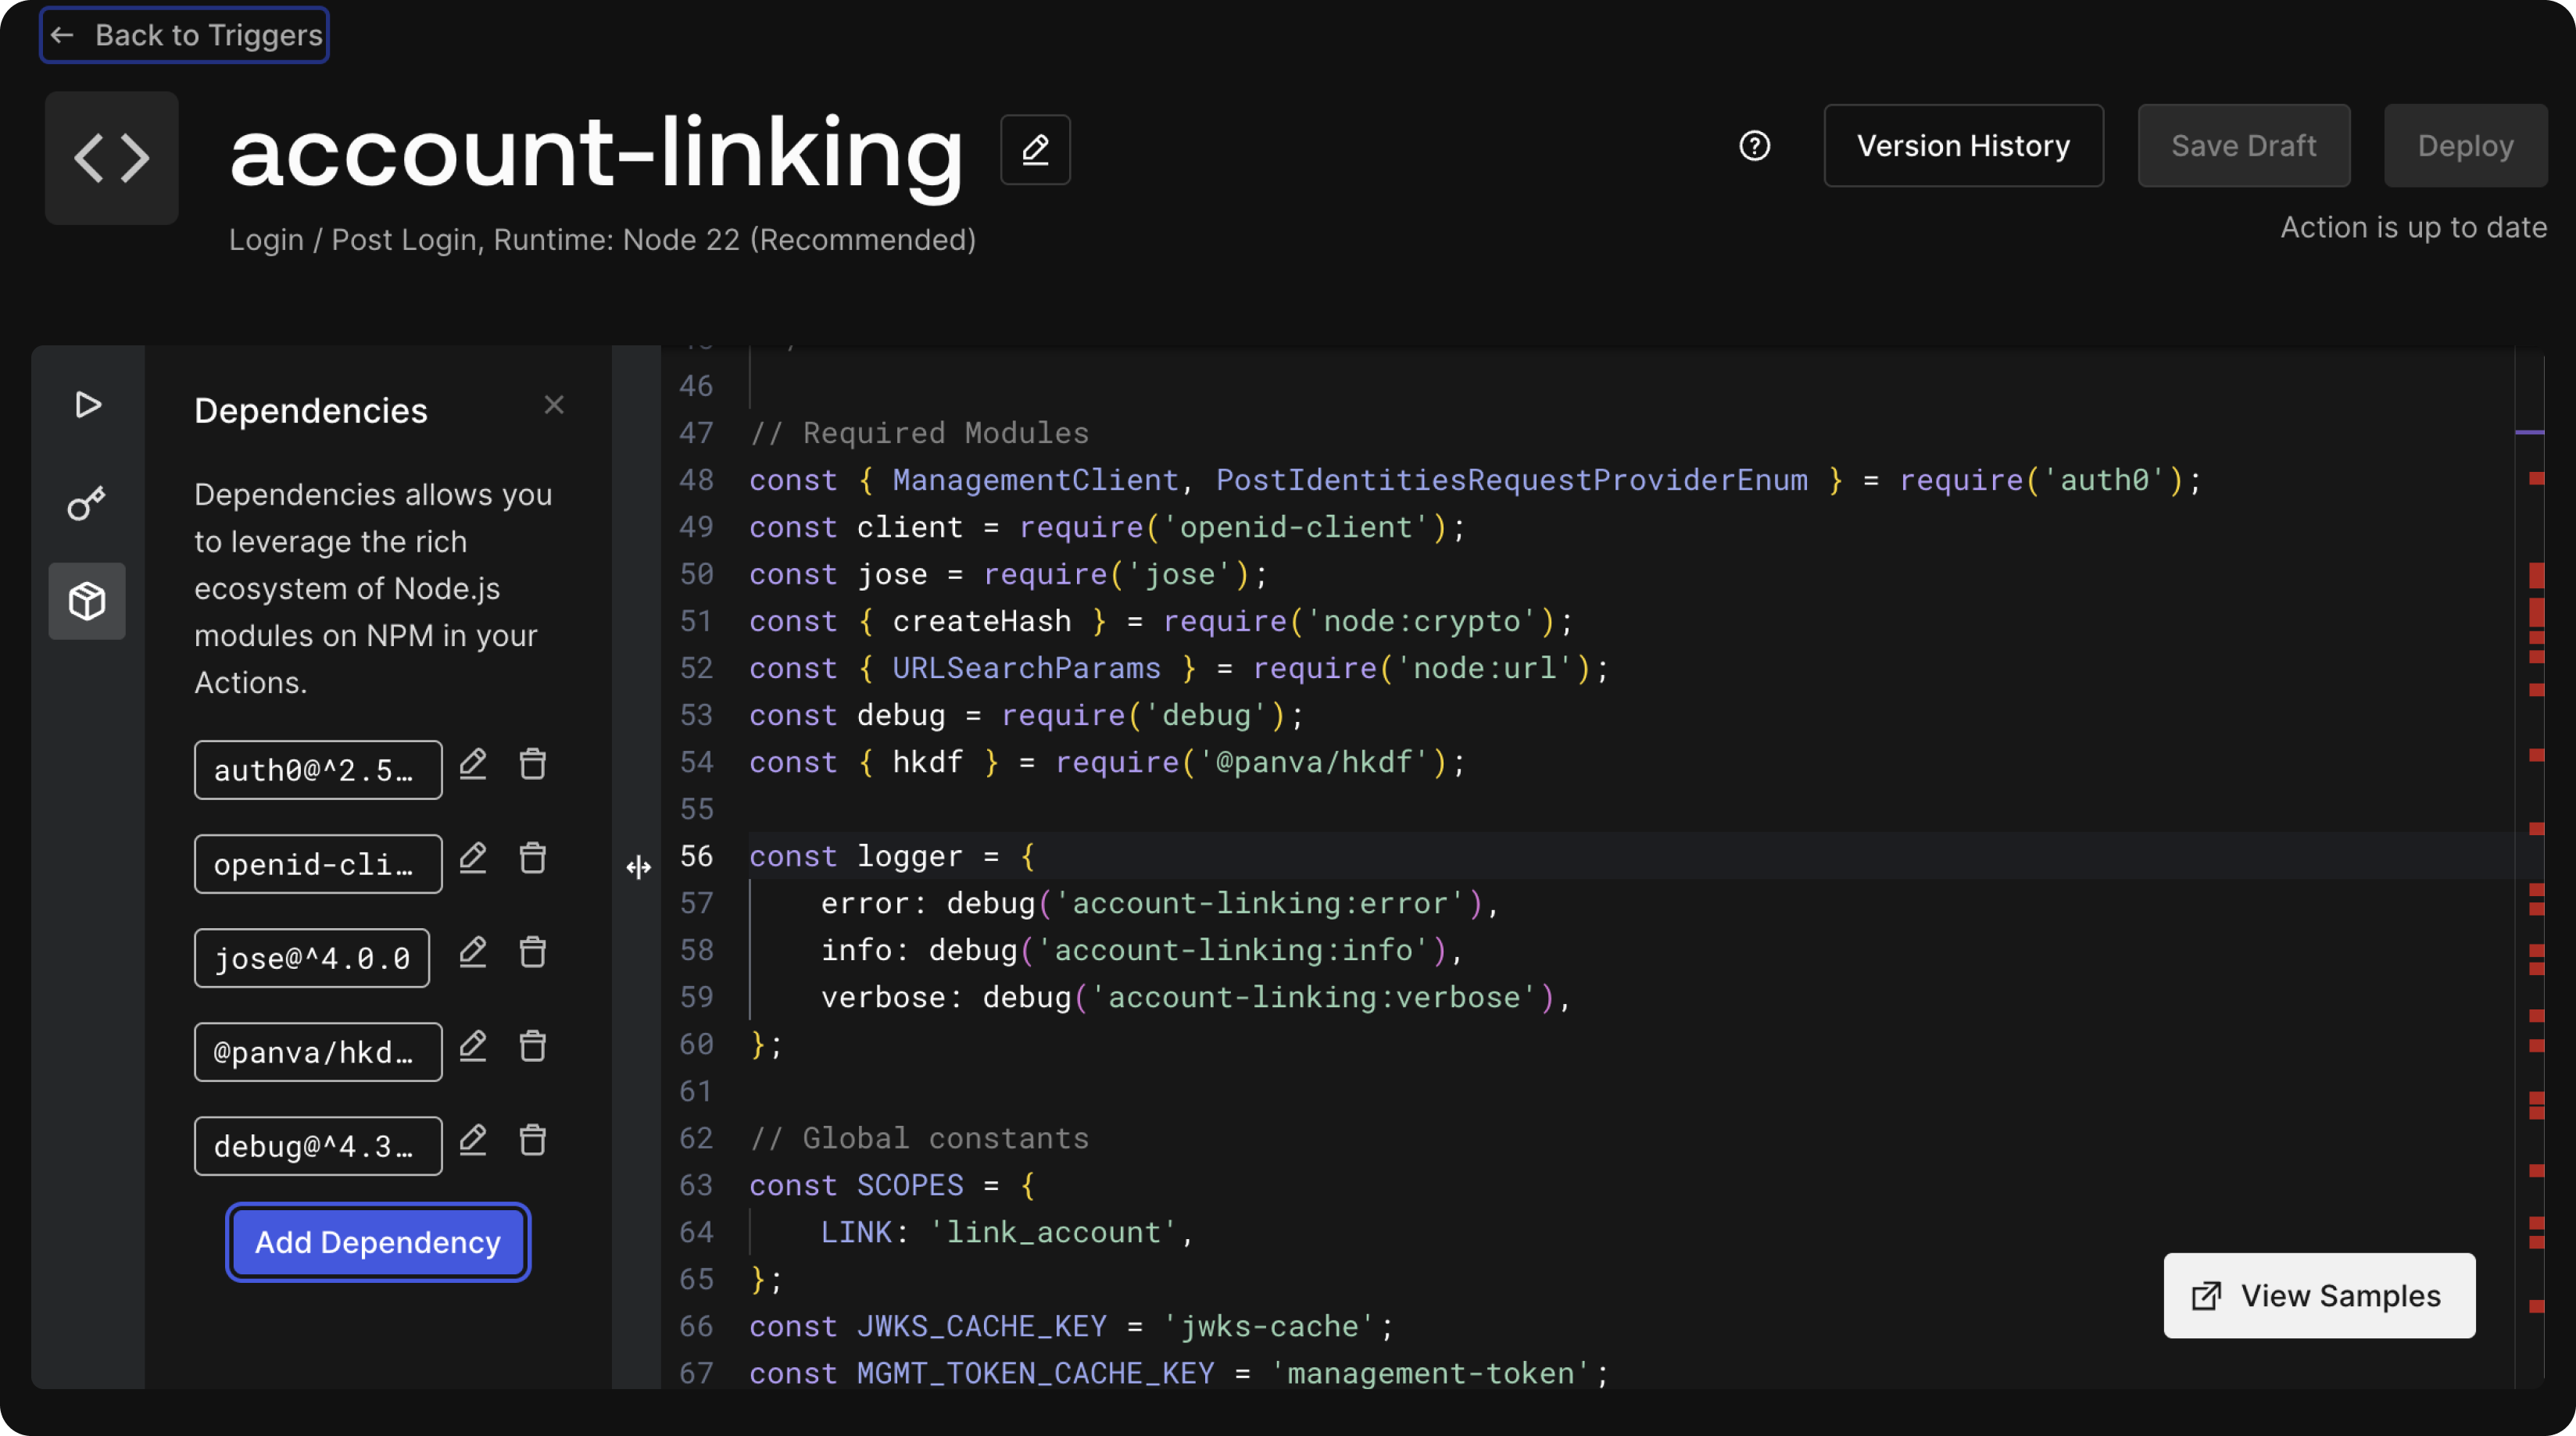 ← Back to Triggers
account-linking
Login / Post Login, Runtime: Node 22 (Recommended)
Version History
Save Draft
Deploy
Action is up to date
Dependencies
Dependencies allows you
to leverage the rich
ecosystem of Node.js
modules on NPM in your
Actions.
auth0@^2.5…
openid-cli…
jose@^4.0.0
@panva/hkd…
debug@^4.3…
Add Dependency
46
47 // Required Modules
48 const { ManagementClient, PostIdentitiesRequestProviderEnum } = require('auth0');
49 const client = require('openid-client');
50 const jose = require('jose');
51 const { createHash } = require('node:crypto');
52 const { URLSearchParams } = require('node:url');
53 const debug = require('debug');
54 const { hkdf } = require('@panva/hkdf');
55
56 const logger = {
57     error: debug('account-linking:error'),
58     info: debug('account-linking:info'),
59     verbose: debug('account-linking:verbose'),
60 };
61
62 // Global constants
63 const SCOPES = {
64     LINK: 'link_account',
65 };
66 const JWKS_CACHE_KEY = 'jwks-cache';
67 const MGMT_TOKEN_CACHE_KEY = 'management-token';
View Samples